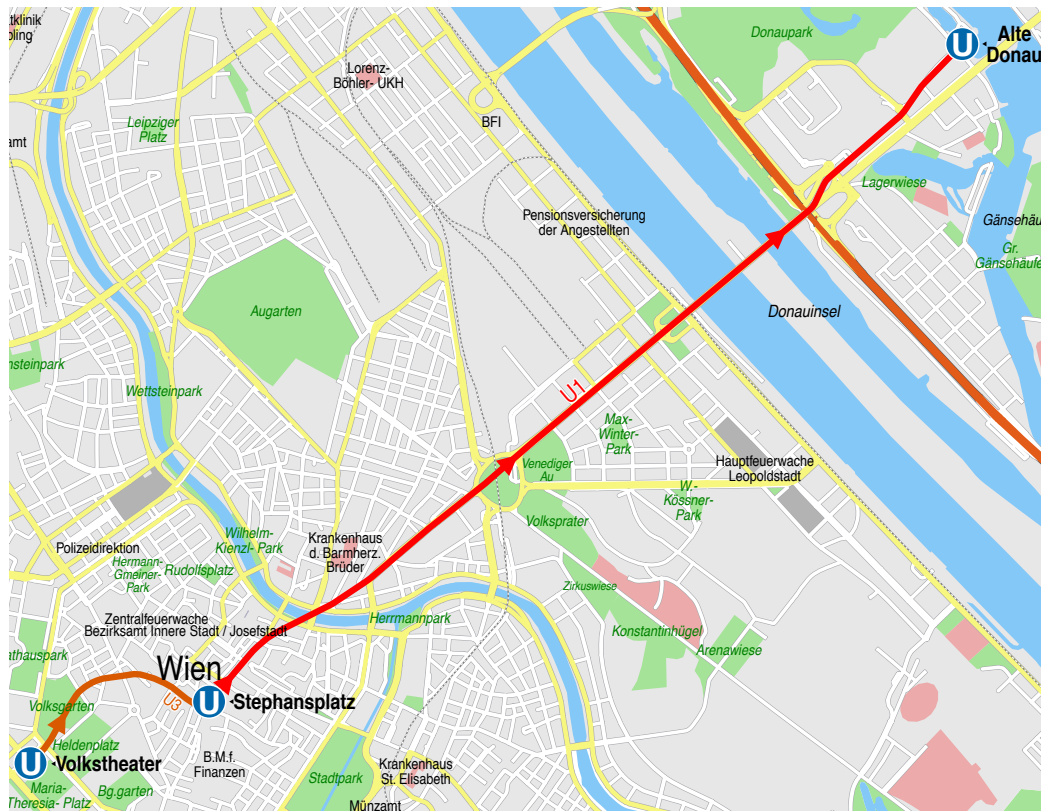 Donaupark
Alte
Donau
Lorenz-
Böhler- UKH
BFI
Leipziger
Platz
Lagerwiese
Pensionsversicherung
der Angestellten
Gr.
Donauinsel
Augarten
Wettsteinpark
U1
Max-
Winter-
Park
Venediger
Au
Hauptfeuerwache
Leopoldstadt
W.-
Kössner-
Park
Volksprater
Polizeidirektion
Wilhelm-
Kienzl- Park
Krankenhaus
d. Barmherz.
Brüder
Hermann-
Gmeiner-
Park
Rudolfsplatz
Zirkuswiese
Zentralfeuerwache
Bezirksamt Innere Stadt / Josefstadt
Herrmannpark
Konstantinhügel
Arenawiese
Wien
U
Stephansplatz
U3
Volksgarten
Heldenplatz
U
Volkstheater
B.M.f.
Finanzen
Maria-
Theresia- Platz
Bg.garten
Stadtpark
Krankenhaus
St. Elisabeth
Münzamt
U